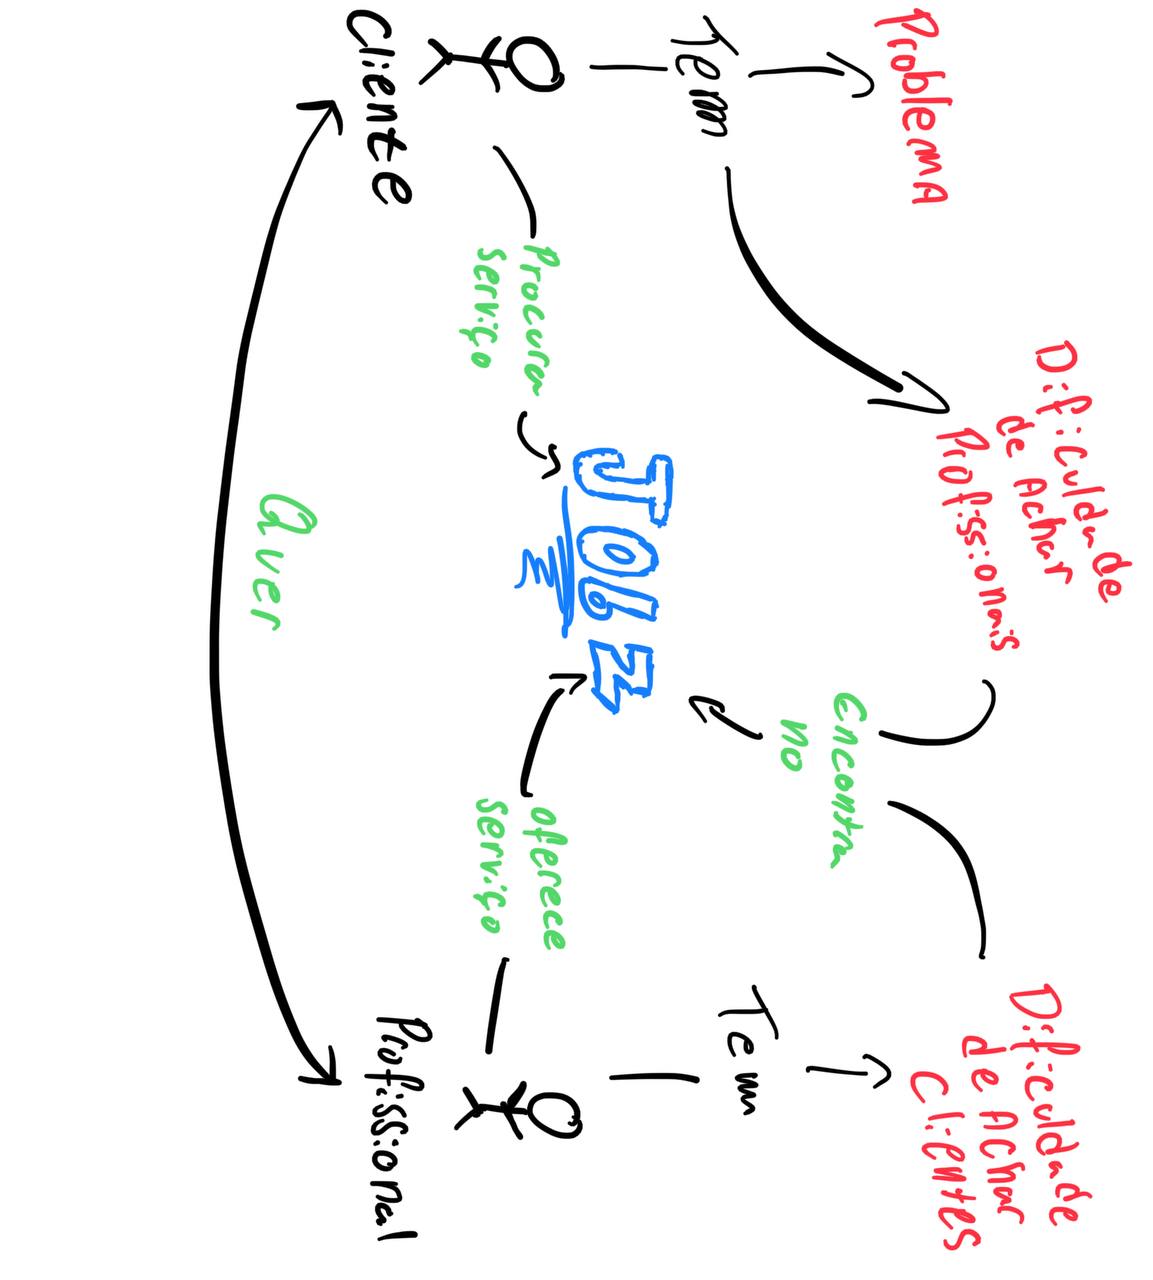 Dificuldade
de Achar
Profissionais
Dificuldade
de Achar
Clientes
Problema
Encontra
no
Tem
Tem
Jobz
Procura
serviço
oferece
serviço
Cliente
Profissional
Quer